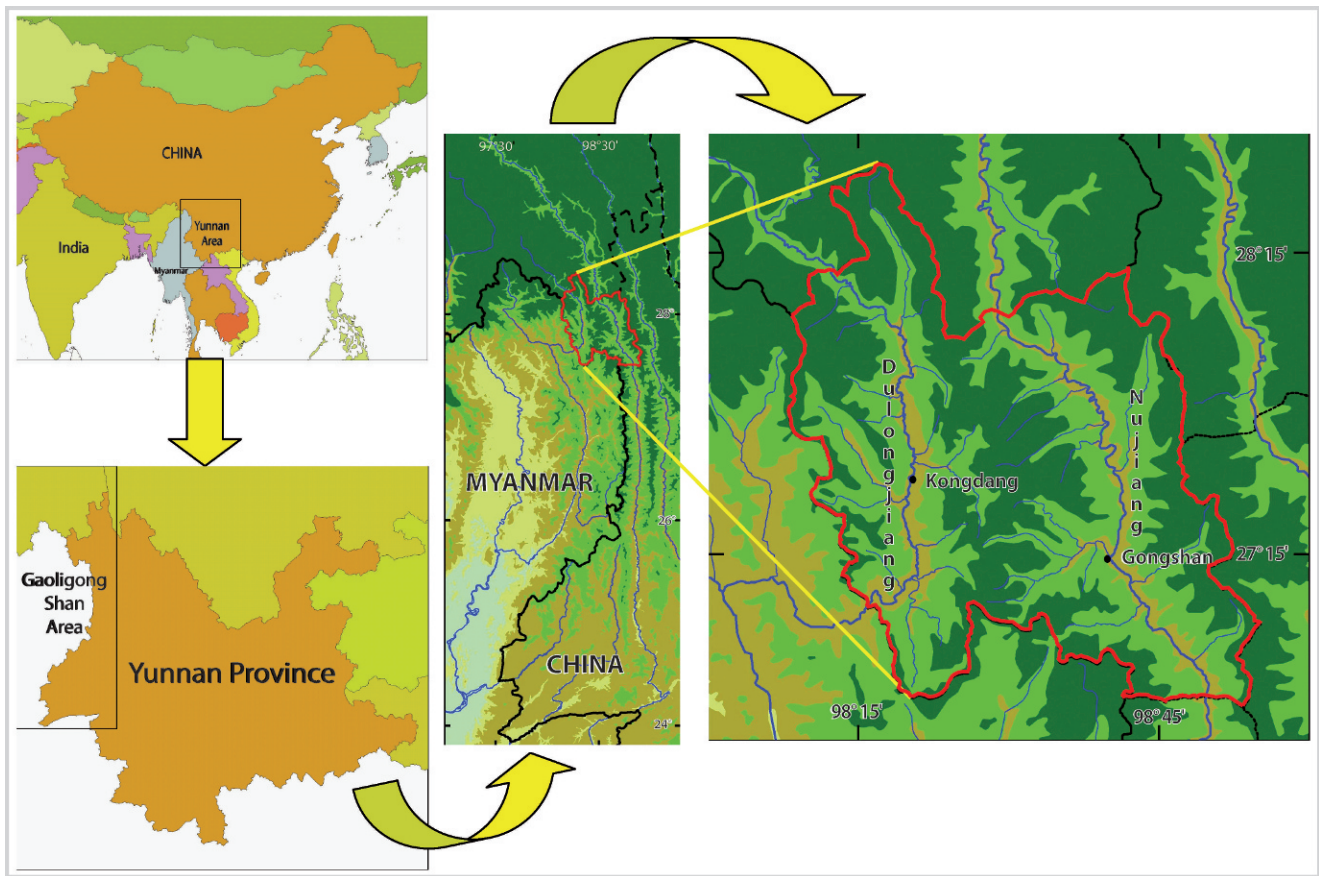 CHINA
India
Myanmar
Yunnan
Area
Gaoligong
Shan
Area
Yunnan Province
97°30'
98°30'
28°
26°
24°
MYANMAR
CHINA
28° 15'
27° 15'
98° 15'
98° 45'
Dulongjiang
Kongdang
Nujiang
Gongshan